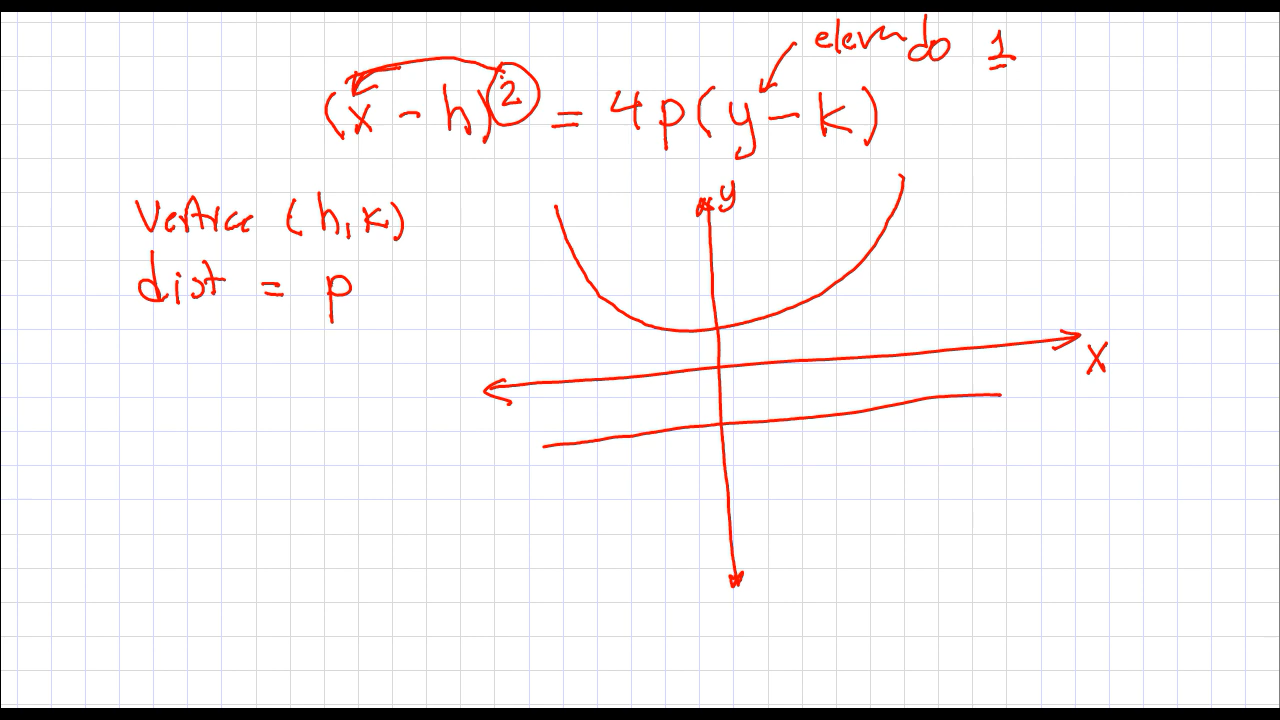 elevado 1
(x - h)² = 4p(y - k)
Vertice (h, k)
dist = p
y
x